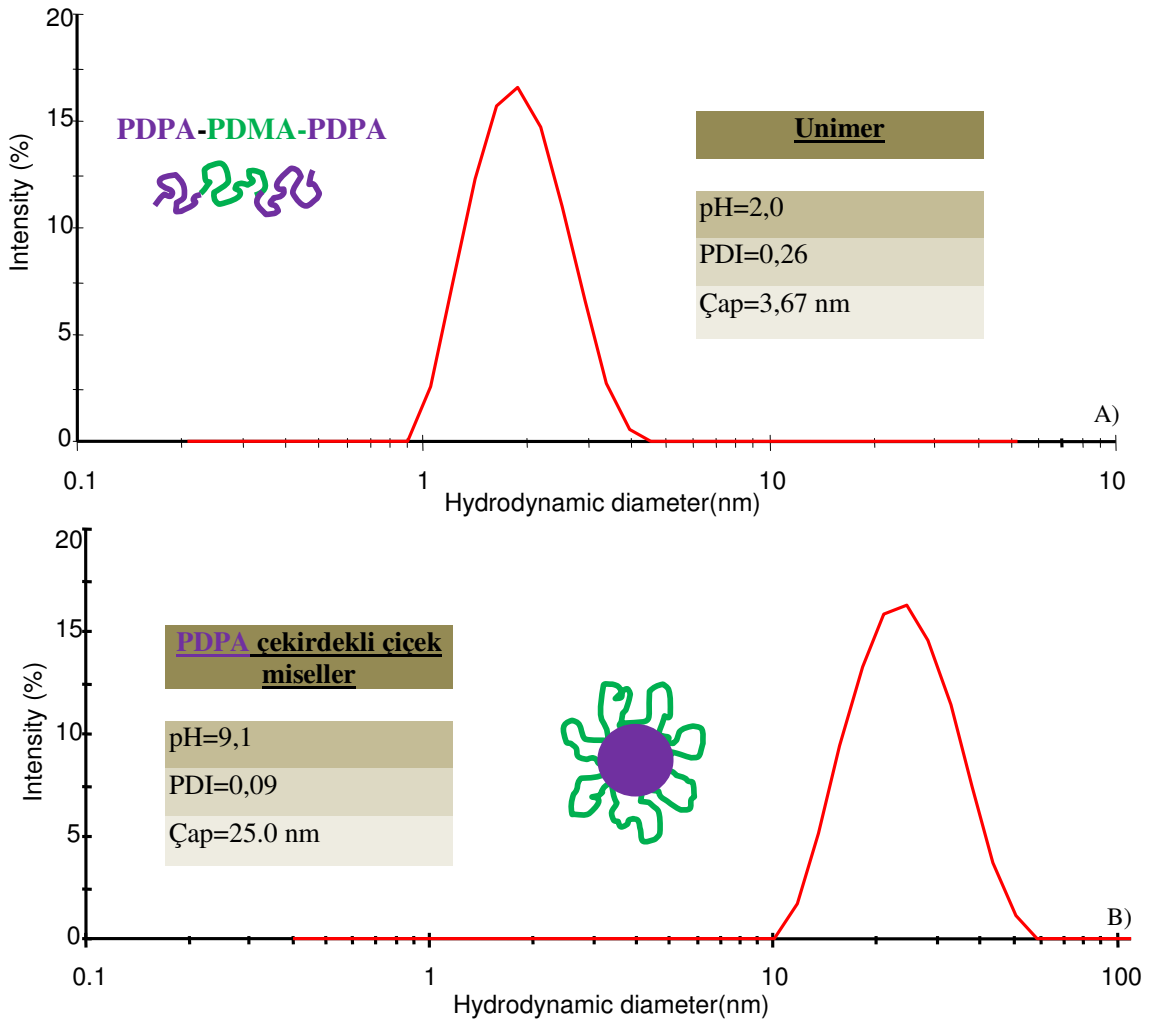 20
15
10
5
0
Intensity (%)
PDPA-PDMA-PDPA
Unimer
pH=2,0
PDI=0,26
Çap=3,67 nm
A)
0.1
1
10
10
Hydrodynamic diameter(nm)
20
15
10
5
0
Intensity (%)
PDPA çekirdekli çiçek
miseller
pH=9,1
PDI=0,09
Çap=25.0 nm
B)
0.1
1
10
100
Hydrodynamic diameter(nm)